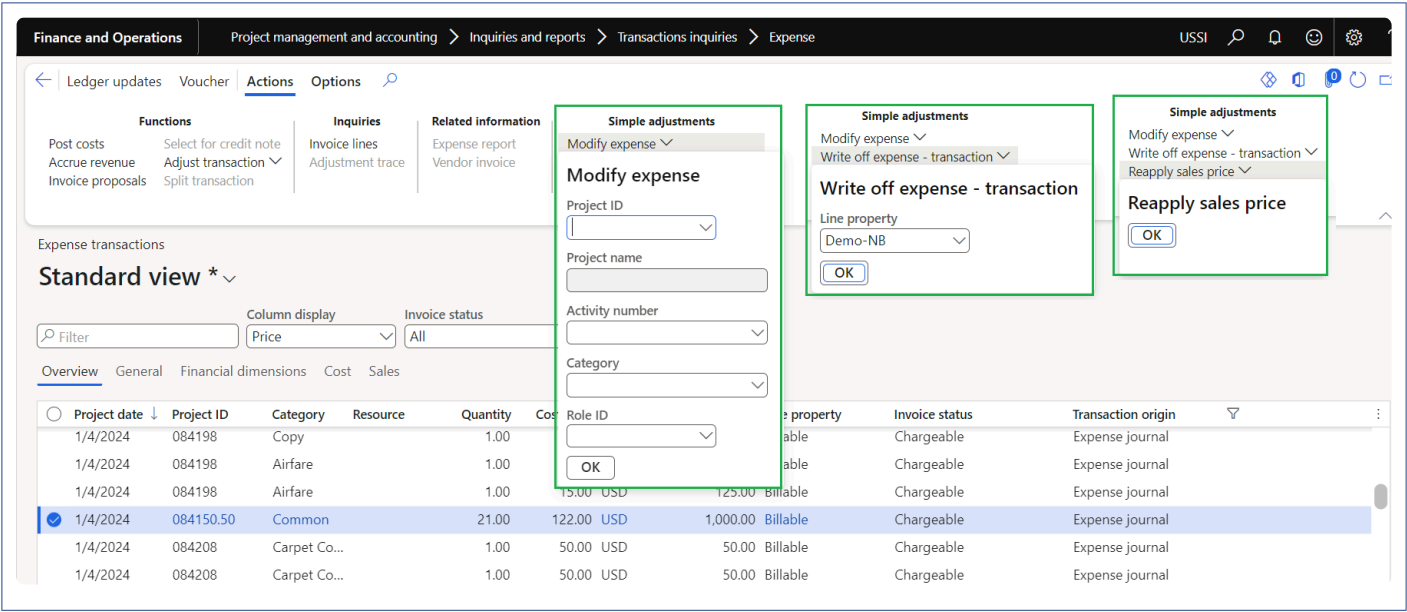 Finance and Operations
Project management and accounting > Inquiries and reports > Transactions inquiries > Expense
USSI
Ledger updates Voucher Actions Options
0
Functions
Post costs Select for credit note
Accrue revenue Adjust transaction
Invoice proposals Split transaction
Inquiries
Invoice lines
Adjustment trace
Related information
Expense report
Vendor invoice
Simple adjustments
Modify expense
Modify expense
Project ID
Project name
Activity number
Category
Role ID
OK
Simple adjustments
Modify expense
Write off expense - transaction
Write off expense - transaction
Line property
Demo-NB
OK
Simple adjustments
Modify expense
Write off expense - transaction
Reapply sales price
Reapply sales price
OK
Expense transactions
Standard view *
Column display Invoice status
Filter Price All
Overview General Financial dimensions Cost Sales
Project date ↓ Project ID Category Resource Quantity Cos property Invoice status Transaction origin
1/4/2024 084198 Copy 1.00 able Chargeable Expense journal
1/4/2024 084198 Airfare 1.00 able Chargeable Expense journal
1/4/2024 084198 Airfare 1.00 15.00 USD 125.00 Billable Chargeable Expense journal
1/4/2024 084150.50 Common 21.00 122.00 USD 1,000.00 Billable Chargeable Expense journal
1/4/2024 084208 Carpet Co... 1.00 50.00 USD 50.00 Billable Chargeable Expense journal
1/4/2024 084208 Carpet Co... 1.00 50.00 USD 50.00 Billable Chargeable Expense journal